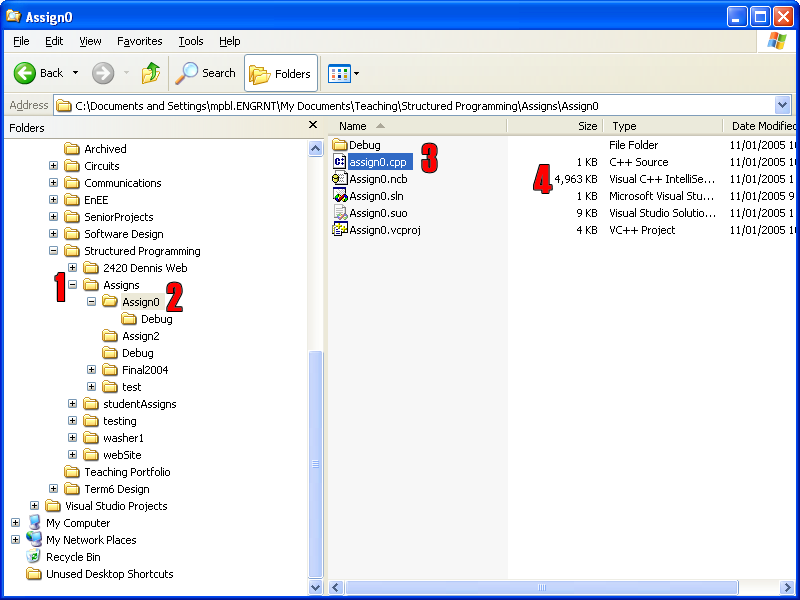 Assign0
File Edit View Favorites Tools Help
Back Search Folders
Address C:\Documents and Settings\mpbl.ENGRNT\My Documents\Teaching\Structured Programming\Assigns\Assign0
Folders
Archived
Circuits
Communications
EnEE
SeniorProjects
Software Design
Structured Programming
2420 Dennis Web
1 Assigns
Assign0 2
Debug
Assign2
Debug
Final2004
test
studentAssigns
testing
washer1
webSite
Teaching Portfolio
Term6 Design
Visual Studio Projects
My Computer
My Network Places
Recycle Bin
Unused Desktop Shortcuts
Name Size Type Date Modified
Debug File Folder 11/01/2005 10
assign0.cpp 3 1 KB C++ Source 11/01/2005 10
Assign0.ncb 4 4,963 KB Visual C++ IntelliSe... 11/01/2005 10
Assign0.sln 1 KB Microsoft Visual Stu... 11/01/2005 9
Assign0.suo 9 KB Visual Studio Solutio... 11/01/2005 10
Assign0.vcproj 4 KB VC++ Project 11/01/2005 10